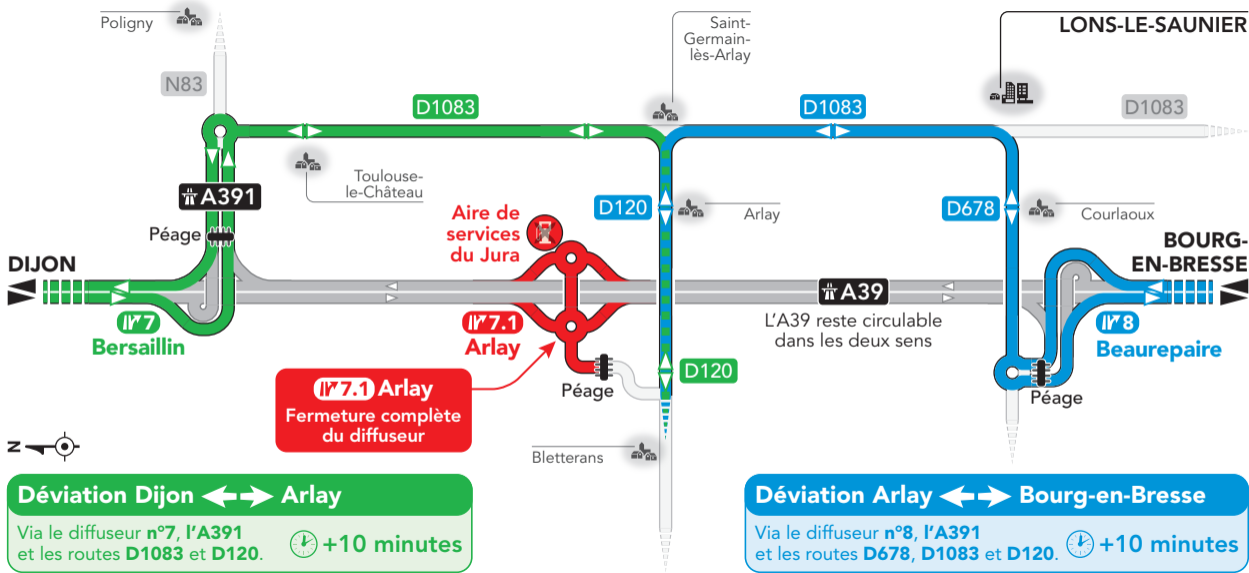 Poligny
Saint-
Germain-
lès-Arlay
LONS-LE-SAUNIER
N83
D1083
D1083
D1083
Toulouse-
le-Château
A391
D120
Arlay
D678
Courlaoux
Péage
Aire de
services
du Jura
DIJON
BOURG-
EN-BRESSE
A39
L'A39 reste circulable
dans les deux sens
7
Bersaillin
7.1
Arlay
8
Beaurepaire
7.1 Arlay
Fermeture complète
du diffuseur
Péage
D120
Péage
Bletterans
N
Déviation Dijon Arlay
Via le diffuseur n°7, l'A391
et les routes D1083 et D120.
+10 minutes
Déviation Arlay Bourg-en-Bresse
Via le diffuseur n°8, l'A391
et les routes D678, D1083 et D120.
+10 minutes